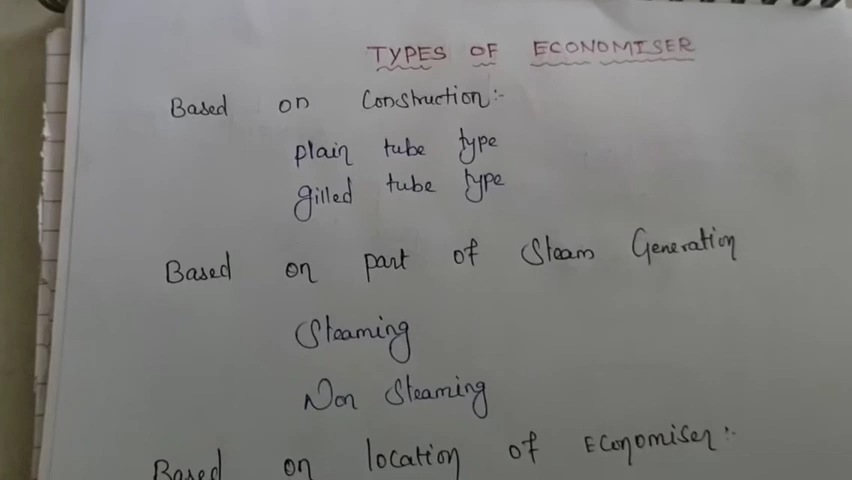 TYPES OF ECONOMISER
Based on Construction:-
plain tube type
gilled tube type
Based on part of Steam Generation
Steaming
Non Steaming
Based on location of Economiser:-